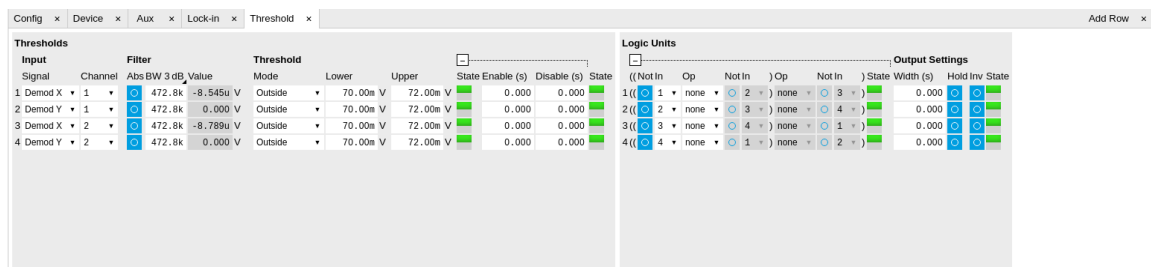 Config × Device × Aux × Lock-in × Threshold × Add Row ×
Thresholds
Input Filter Threshold −
Signal Channel Abs BW 3 dB Value Mode Lower Upper State Enable (s) Disable (s) State
1 Demod X 1 472.8k -8.545u V Outside 70.00m V 72.00m V 0.000 0.000
2 Demod Y 1 472.8k 0.000 V Outside 70.00m V 72.00m V 0.000 0.000
3 Demod X 2 472.8k -8.789u V Outside 70.00m V 72.00m V 0.000 0.000
4 Demod Y 2 472.8k 0.000 V Outside 70.00m V 72.00m V 0.000 0.000
Logic Units
− Output Settings
(( Not In Op Not In ) Op Not In ) State Width (s) Hold Inv State
1 (( 1 none 2 ) none 3 ) 0.000
2 (( 2 none 3 ) none 4 ) 0.000
3 (( 3 none 4 ) none 1 ) 0.000
4 (( 4 none 1 ) none 2 ) 0.000